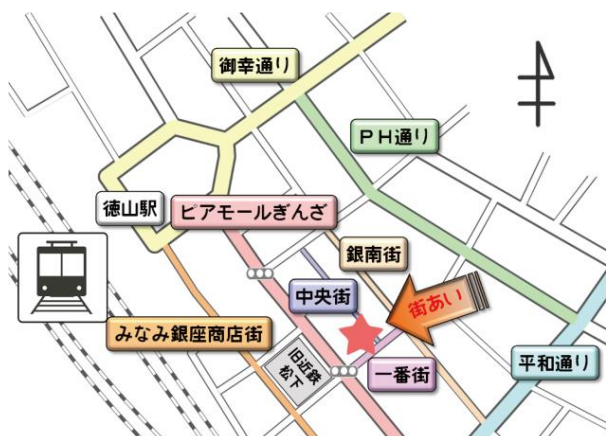 御幸通り
PH通り
徳山駅
ピアモールぎんざ
銀南街
中央街
街あい
みなみ銀座商店街
旧近鉄
松下
一番街
平和通り